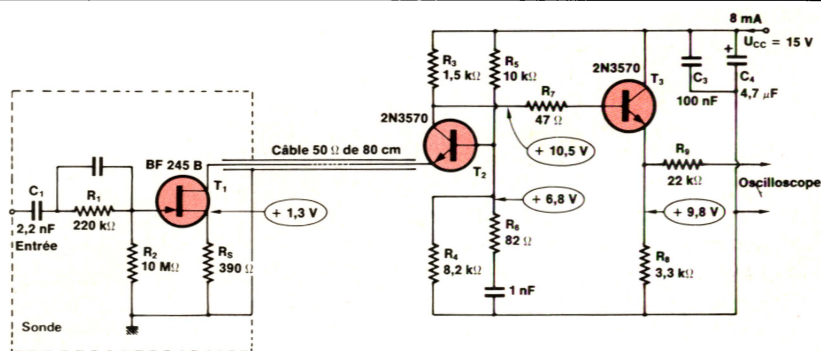 8 mA
U_CC = 15 V
R3
1,5 kΩ
R5
10 kΩ
2N3570
T3
C3
100 nF
+
C4
4,7 µF
R7
47 Ω
2N3570
T2
+ 10,5 V
R9
22 kΩ
Oscilloscope
BF 245 B
T1
Câble 50 Ω de 80 cm
C1
2,2 nF
Entrée
R1
220 kΩ
+ 1,3 V
+ 6,8 V
+ 9,8 V
R2
10 MΩ
RS
390 Ω
R4
8,2 kΩ
R6
82 Ω
1 nF
R8
3,3 kΩ
Sonde